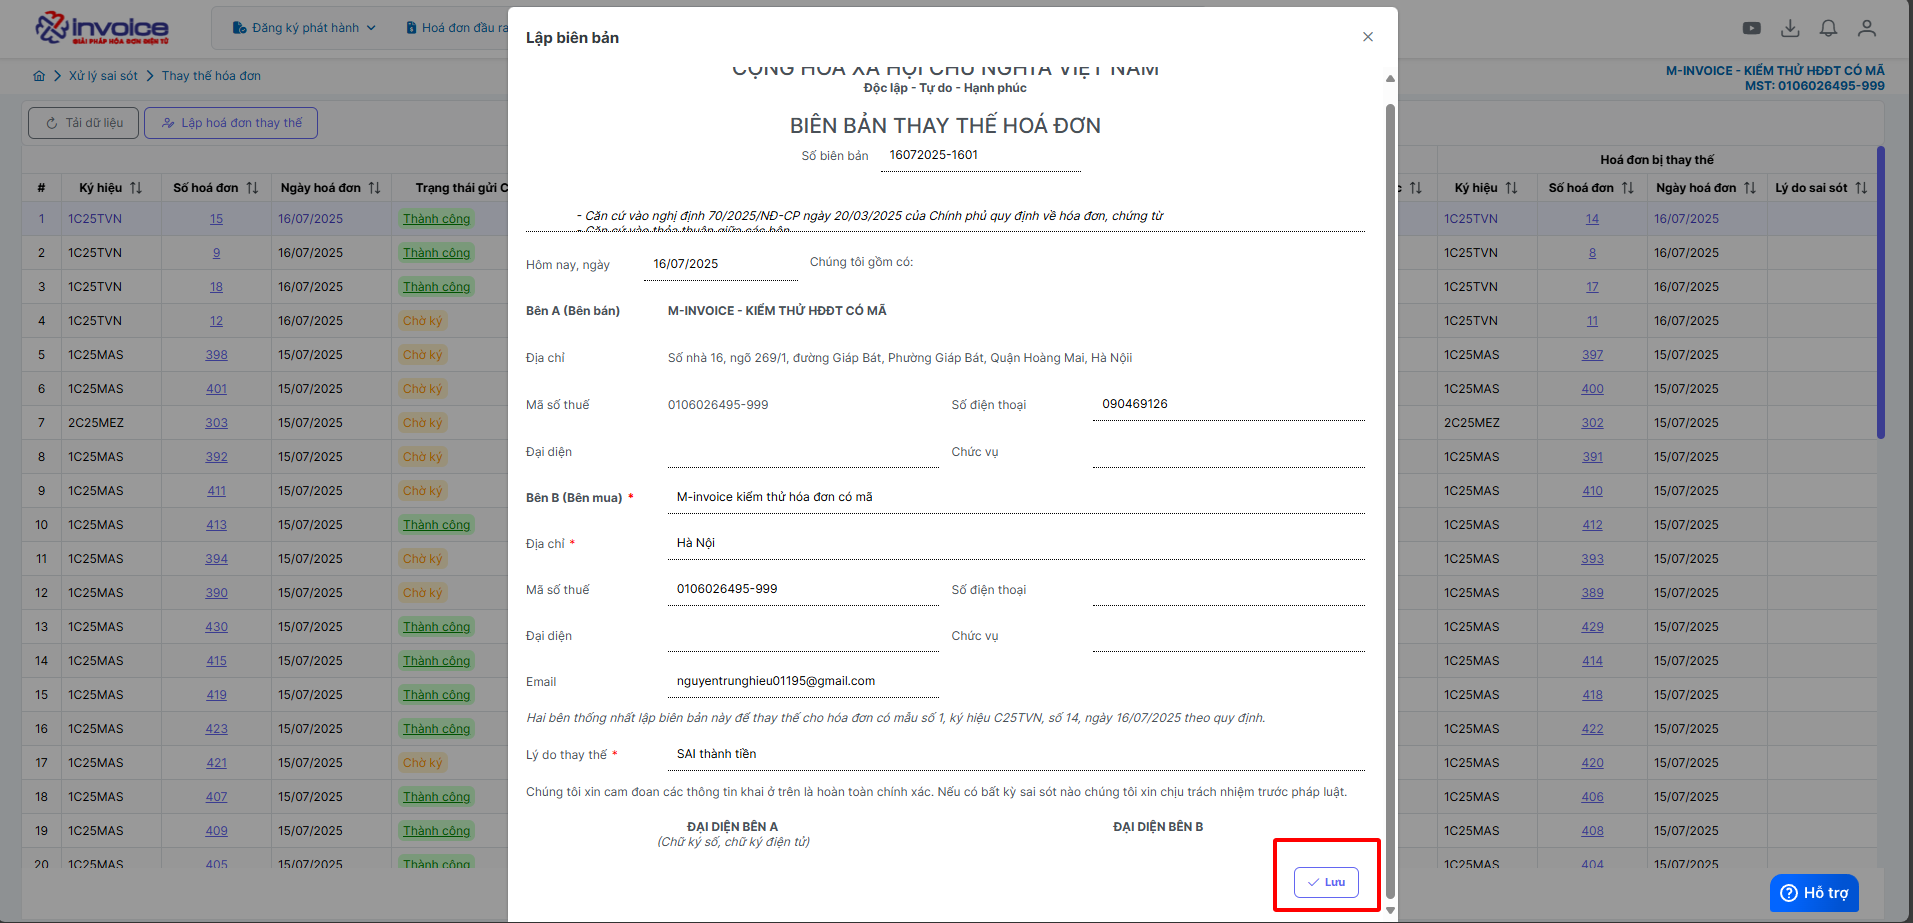 invoice
GIẢI PHÁP HÓA ĐƠN ĐIỆN TỬ
Đăng ký phát hành
Hoá đơn đầu ra
Xử lý sai sót > Thay thế hóa đơn
M-INVOICE - KIỂM THỬ HĐĐT CÓ MÃ
MST: 0106026495-999
Tải dữ liệu
Lập hoá đơn thay thế
Hoá đơn bị thay thế
# Ký hiệu Số hoá đơn Ngày hoá đơn Trạng thái gửi C
c Ký hiệu Số hoá đơn Ngày hoá đơn Lý do sai sót
1 1C25TVN 15 16/07/2025 Thành công 1C25TVN 14 16/07/2025
2 1C25TVN 9 16/07/2025 Thành công 1C25TVN 8 16/07/2025
3 1C25TVN 18 16/07/2025 Thành công 1C25TVN 17 16/07/2025
4 1C25TVN 12 16/07/2025 Chờ ký 1C25TVN 11 16/07/2025
5 1C25MAS 398 15/07/2025 Chờ ký 1C25MAS 397 15/07/2025
6 1C25MAS 401 15/07/2025 Chờ ký 1C25MAS 400 15/07/2025
7 2C25MEZ 303 15/07/2025 Chờ ký 2C25MEZ 302 15/07/2025
8 1C25MAS 392 15/07/2025 Chờ ký 1C25MAS 391 15/07/2025
9 1C25MAS 411 15/07/2025 Chờ ký 1C25MAS 410 15/07/2025
10 1C25MAS 413 15/07/2025 Thành công 1C25MAS 412 15/07/2025
11 1C25MAS 394 15/07/2025 Chờ ký 1C25MAS 393 15/07/2025
12 1C25MAS 390 15/07/2025 Chờ ký 1C25MAS 389 15/07/2025
13 1C25MAS 430 15/07/2025 Thành công 1C25MAS 429 15/07/2025
14 1C25MAS 415 15/07/2025 Thành công 1C25MAS 414 15/07/2025
15 1C25MAS 419 15/07/2025 Thành công 1C25MAS 418 15/07/2025
16 1C25MAS 423 15/07/2025 Thành công 1C25MAS 422 15/07/2025
17 1C25MAS 421 15/07/2025 Chờ ký 1C25MAS 420 15/07/2025
18 1C25MAS 407 15/07/2025 Thành công 1C25MAS 406 15/07/2025
19 1C25MAS 409 15/07/2025 Thành công 1C25MAS 408 15/07/2025
20 1C25MAS 405 15/07/2025 Thành công 1C25MAS 404 15/07/2025
Lập biên bản
CỘNG HOÀ XÃ HỘI CHỦ NGHĨA VIỆT NAM
Độc lập - Tự do - Hạnh phúc
BIÊN BẢN THAY THẾ HOÁ ĐƠN
Số biên bản 16072025-1601
- Căn cứ vào nghị định 70/2025/NĐ-CP ngày 20/03/2025 của Chính phủ quy định về hóa đơn, chứng từ
- Căn cứ vào thỏa thuận giữa các bên
Hôm nay, ngày 16/07/2025 Chúng tôi gồm có:
Bên A (Bên bán) M-INVOICE - KIỂM THỬ HĐĐT CÓ MÃ
Địa chỉ Số nhà 16, ngõ 269/1, đường Giáp Bát, Phường Giáp Bát, Quận Hoàng Mai, Hà Nộii
Mã số thuế 0106026495-999 Số điện thoại 090469126
Đại diện Chức vụ
Bên B (Bên mua) * M-invoice kiểm thử hóa đơn có mã
Địa chỉ * Hà Nội
Mã số thuế 0106026495-999 Số điện thoại
Đại diện Chức vụ
Email nguyentrunghieu01195@gmail.com
Hai bên thống nhất lập biên bản này để thay thế cho hóa đơn có mẫu số 1, ký hiệu C25TVN, số 14, ngày 16/07/2025 theo quy định.
Lý do thay thế * SAI thành tiền
Chúng tôi xin cam đoan các thông tin khai ở trên là hoàn toàn chính xác. Nếu có bất kỳ sai sót nào chúng tôi xin chịu trách nhiệm trước pháp luật.
ĐẠI DIỆN BÊN A ĐẠI DIỆN BÊN B
(Chữ ký số, chữ ký điện tử)
Lưu
Hỗ trợ